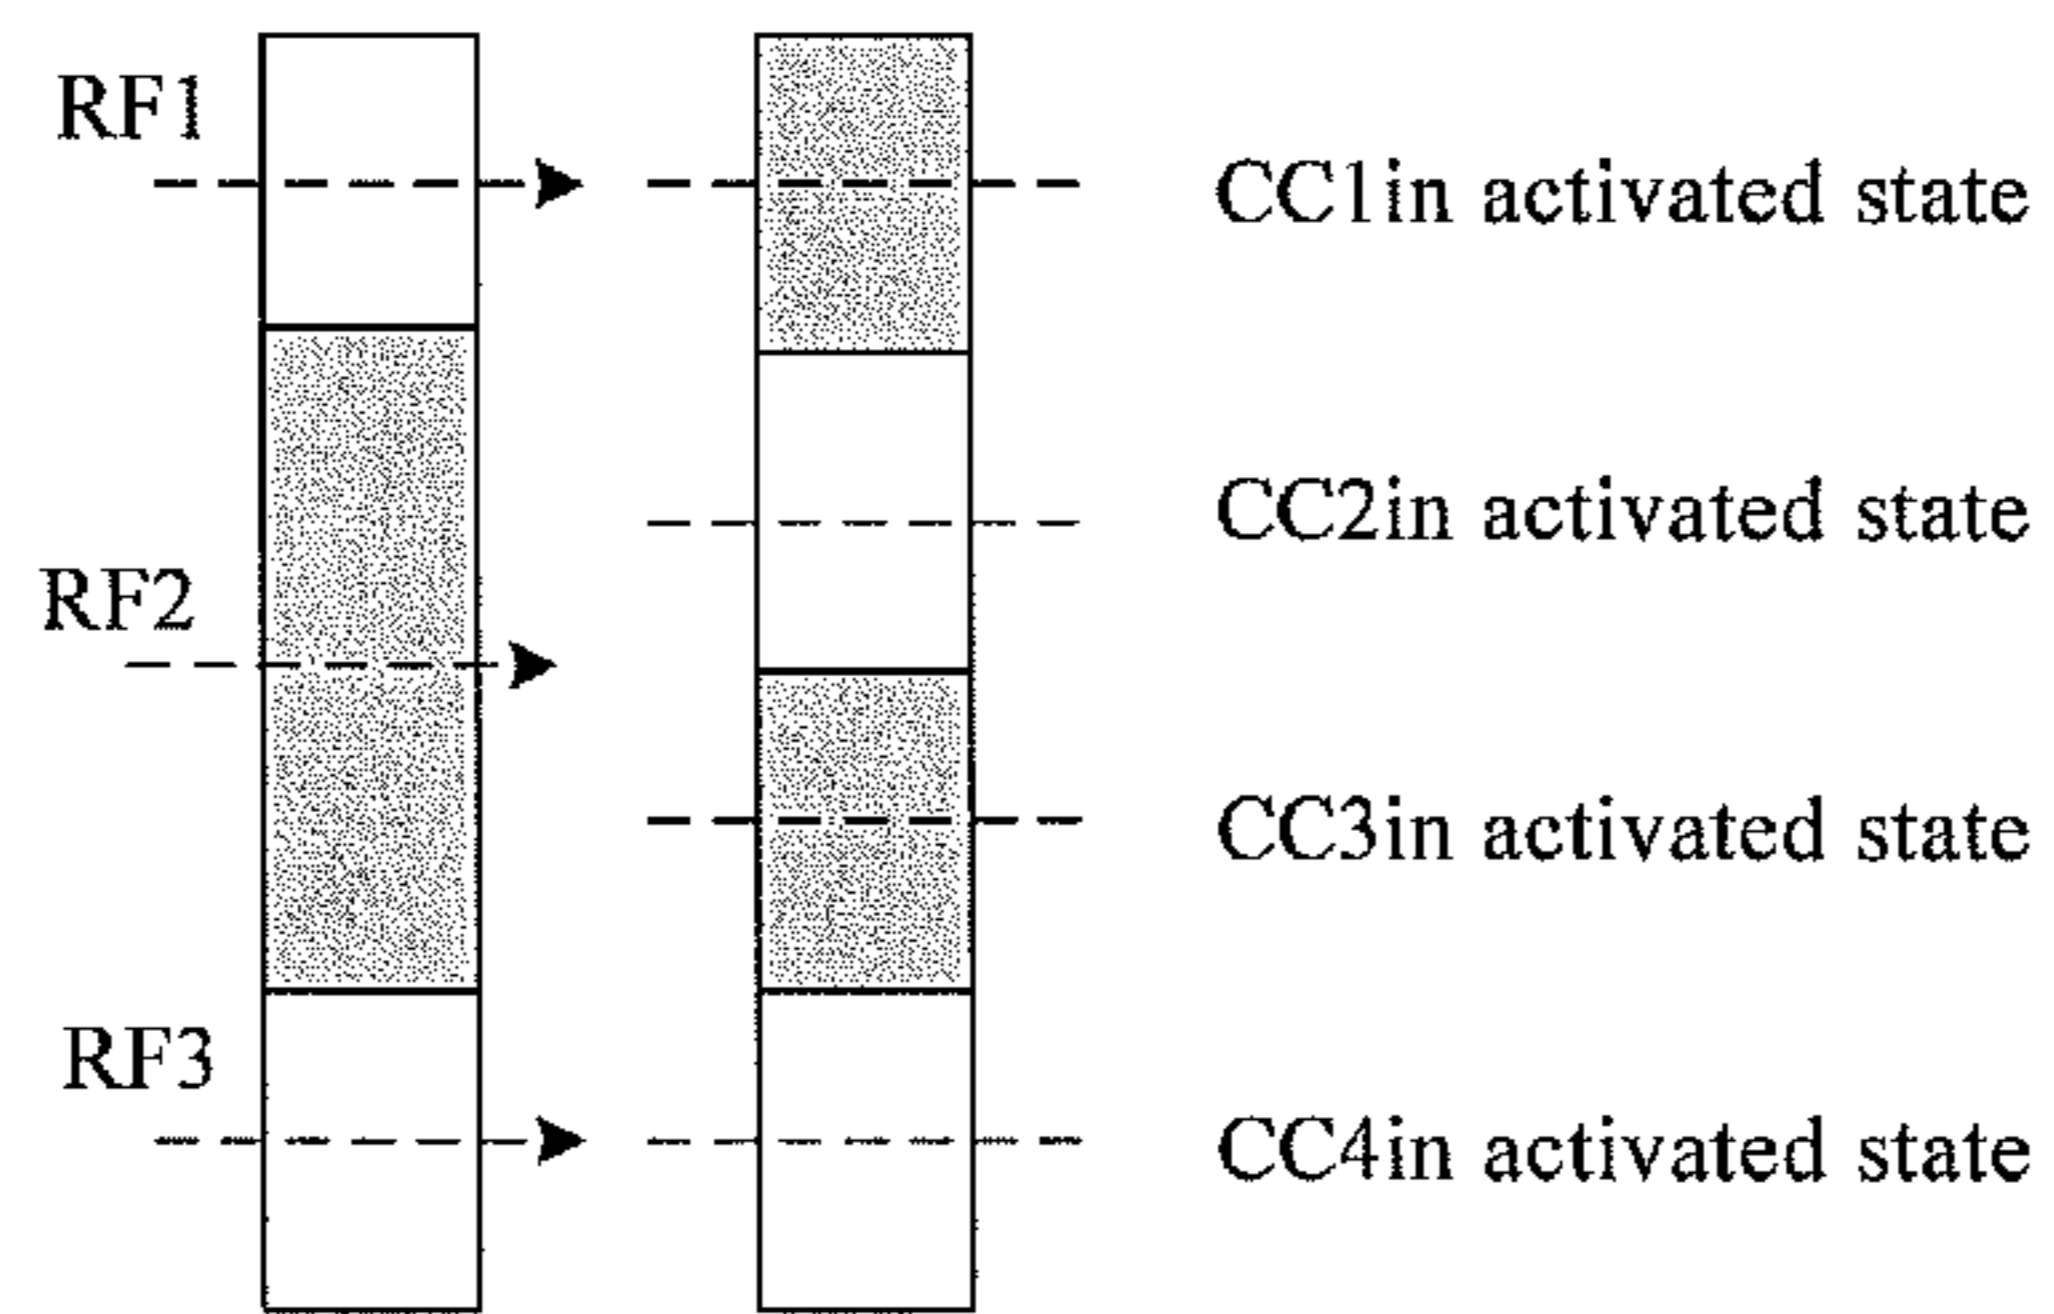 RF1
CC1in activated state
CC2in activated state
RF2
CC3in activated state
RF3
CC4in activated state